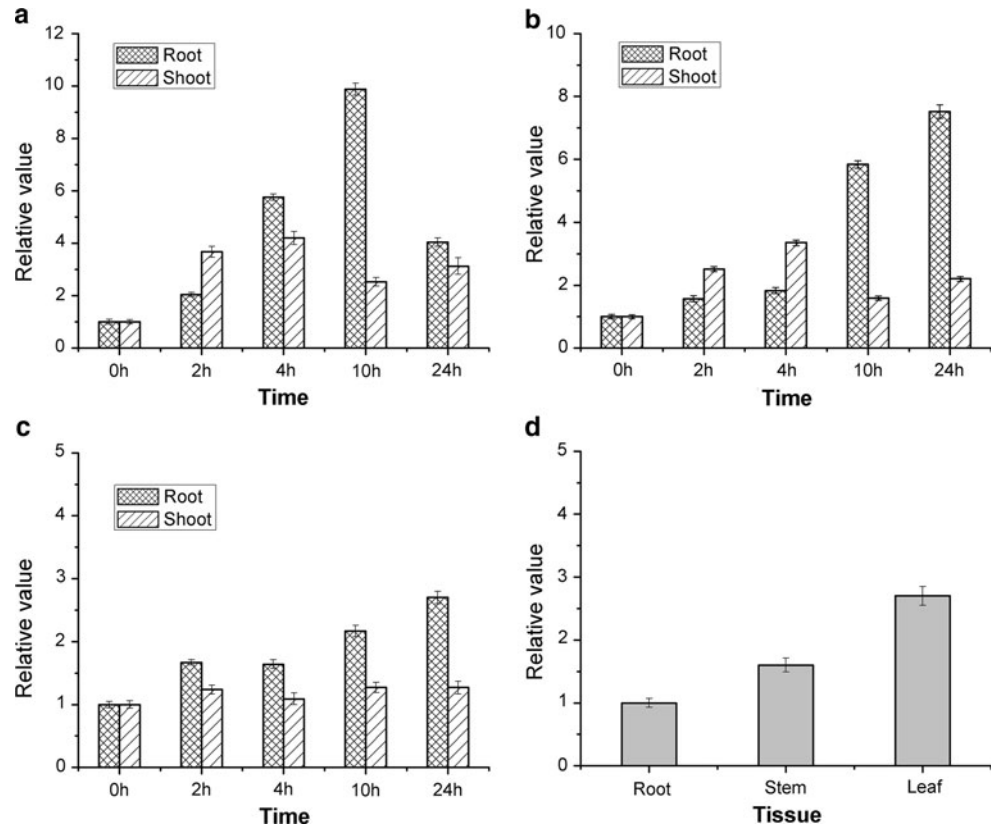 a
12
10
8
6
4
2
0
Relative value
Root
Shoot
0h 2h 4h 10h 24h
Time
b
10
8
6
4
2
0
Relative value
Root
Shoot
0h 2h 4h 10h 24h
Time
c
5
4
3
2
1
0
Relative value
Root
Shoot
0h 2h 4h 10h 24h
Time
d
5
4
3
2
1
0
Relative value
Root Stem Leaf
Tissue